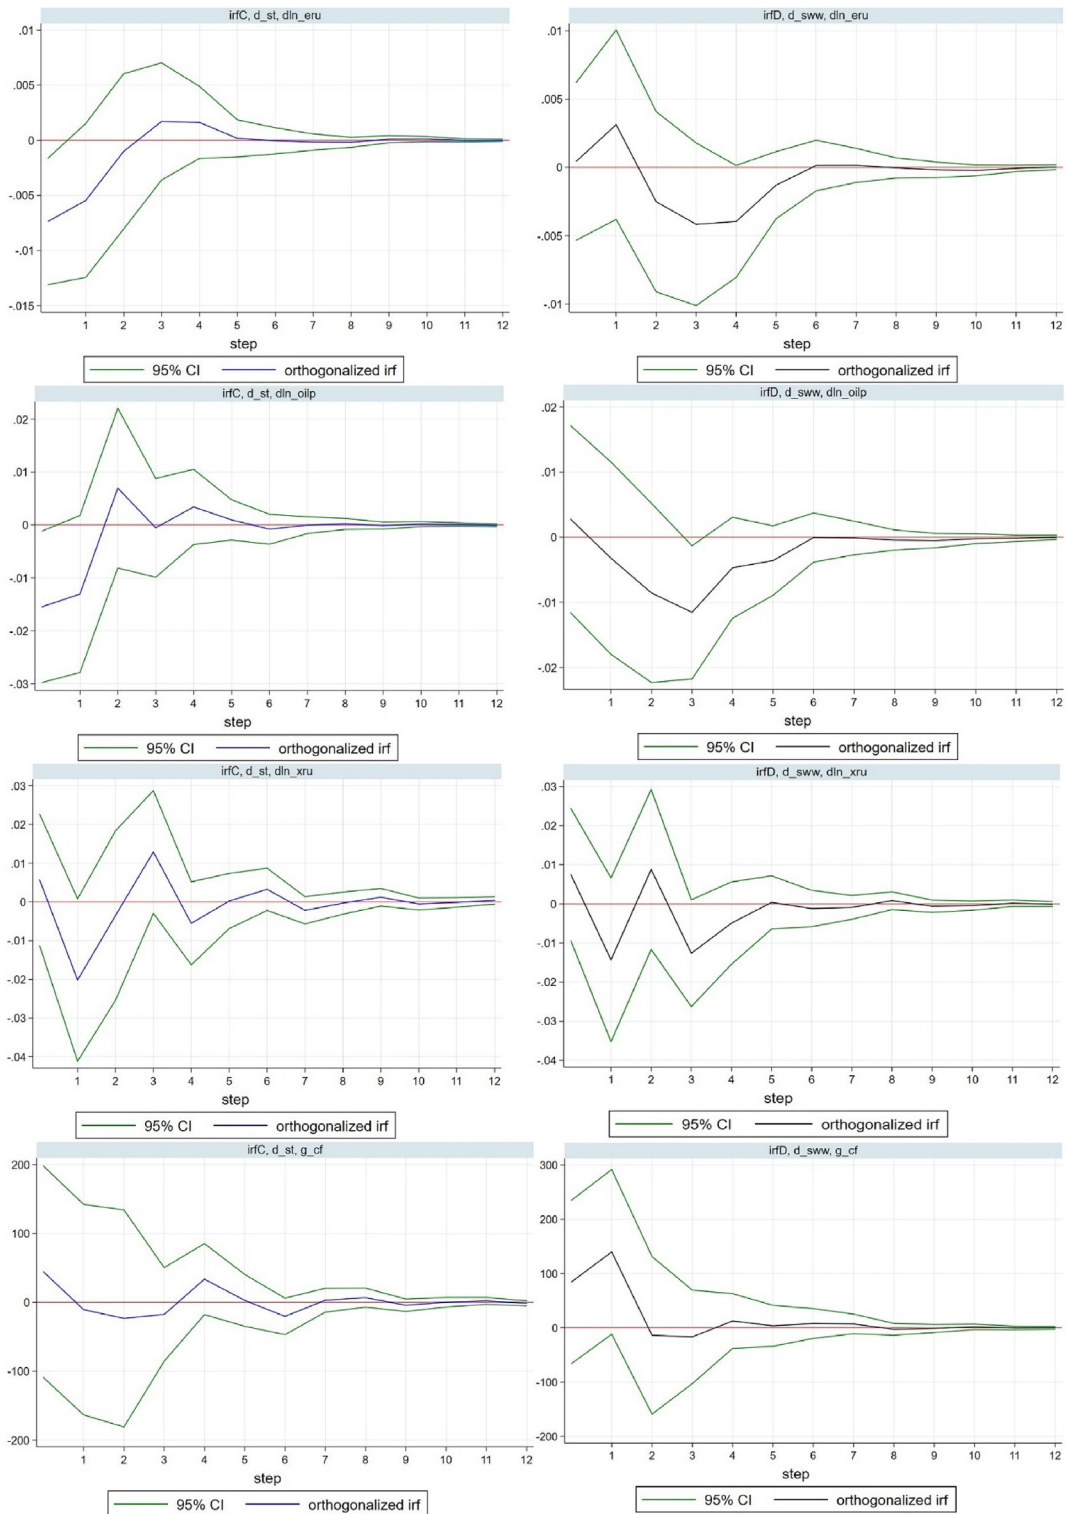 irfC, d_st, dln_eru
.01
.005
0
-.005
-.01
-.015
1 2 3 4 5 6 7 8 9 10 11 12
step
95% CI orthogonalized irf
irfD, d_sww, dln_eru
.01
.005
0
-.005
-.01
1 2 3 4 5 6 7 8 9 10 11 12
step
95% CI orthogonalized irf
irfC, d_st, dln_oilp
.02
.01
0
-.01
-.02
-.03
1 2 3 4 5 6 7 8 9 10 11 12
step
95% CI orthogonalized irf
irfD, d_sww, dln_oilp
.02
.01
0
-.01
-.02
1 2 3 4 5 6 7 8 9 10 11 12
step
95% CI orthogonalized irf
irfC, d_st, dln_xru
.03
.02
.01
0
-.01
-.02
-.03
-.04
1 2 3 4 5 6 7 8 9 10 11 12
step
95% CI orthogonalized irf
irfD, d_sww, dln_xru
.03
.02
.01
0
-.01
-.02
-.03
-.04
1 2 3 4 5 6 7 8 9 10 11 12
step
95% CI orthogonalized irf
irfC, d_st, g_cf
200
100
0
-100
-200
1 2 3 4 5 6 7 8 9 10 11 12
step
95% CI orthogonalized irf
irfD, d_sww, g_cf
300
200
100
0
-100
-200
1 2 3 4 5 6 7 8 9 10 11 12
step
95% CI orthogonalized irf